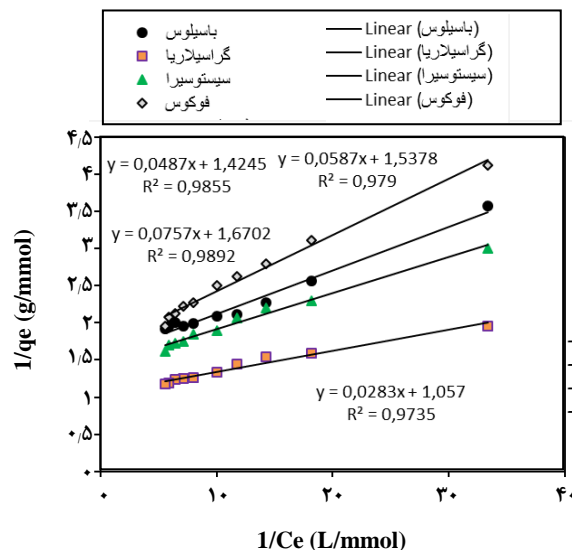 باسیلوس
Linear (باسیلوس)
گراسیلاریا
Linear (گراسیلاریا)
سیستوسیرا
Linear (سیستوسیرا)
فوکوس
Linear (فوکوس)
۴٫۵
۴
۳٫۵
۳
۲٫۵
۲
۱٫۵
۱
۰٫۵
۰
1/qe (g/mmol)
y = 0,0487x + 1,4245
R² = 0,9855
y = 0,0587x + 1,5378
R² = 0,979
y = 0,0757x + 1,6702
R² = 0,9892
y = 0,0283x + 1,057
R² = 0,9735
۰ ۱۰ ۲۰ ۳۰ ۴۰
1/Ce (L/mmol)